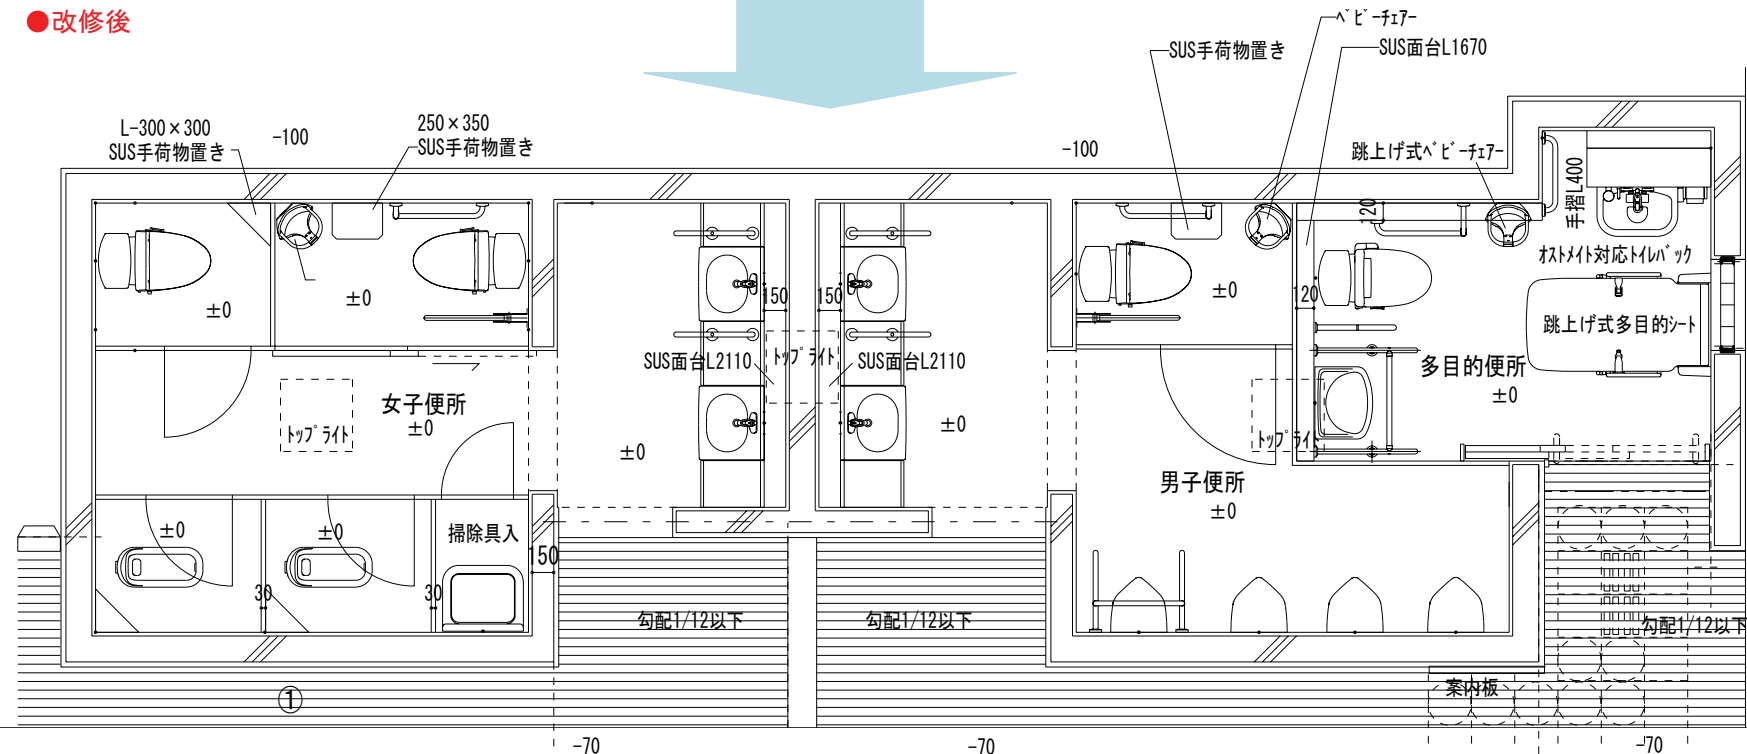 ●改修後
ベビーチェアー
SUS手荷物置き
SUS面台L1670
L-300×300
SUS手荷物置き
-100
250×350
SUS手荷物置き
-100
跳上げ式ベビーチェアー
手摺L400
120
オストメイト対応トイレパック
±0
±0
150
150
±0
120
跳上げ式多目的シート
SUS面台L2110
トップライト
SUS面台L2110
多目的便所
±0
女子便所
±0
トップライト
±0
±0
トップライト
男子便所
±0
±0
±0
掃除具入
150
30
30
勾配1/12以下
勾配1/12以下
勾配1/12以下
①
案内板
-70
-70
-70